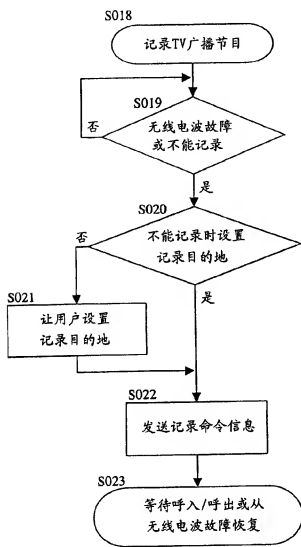 S018
记录TV广播节目
S019
无线电波故障
或不能记录
否
是
S020
不能记录时设置
记录目的地
否
是
S021
让用户设置
记录目的地
S022
发送记录命令信息
S023
等待呼入/呼出或从
无线电波故障恢复